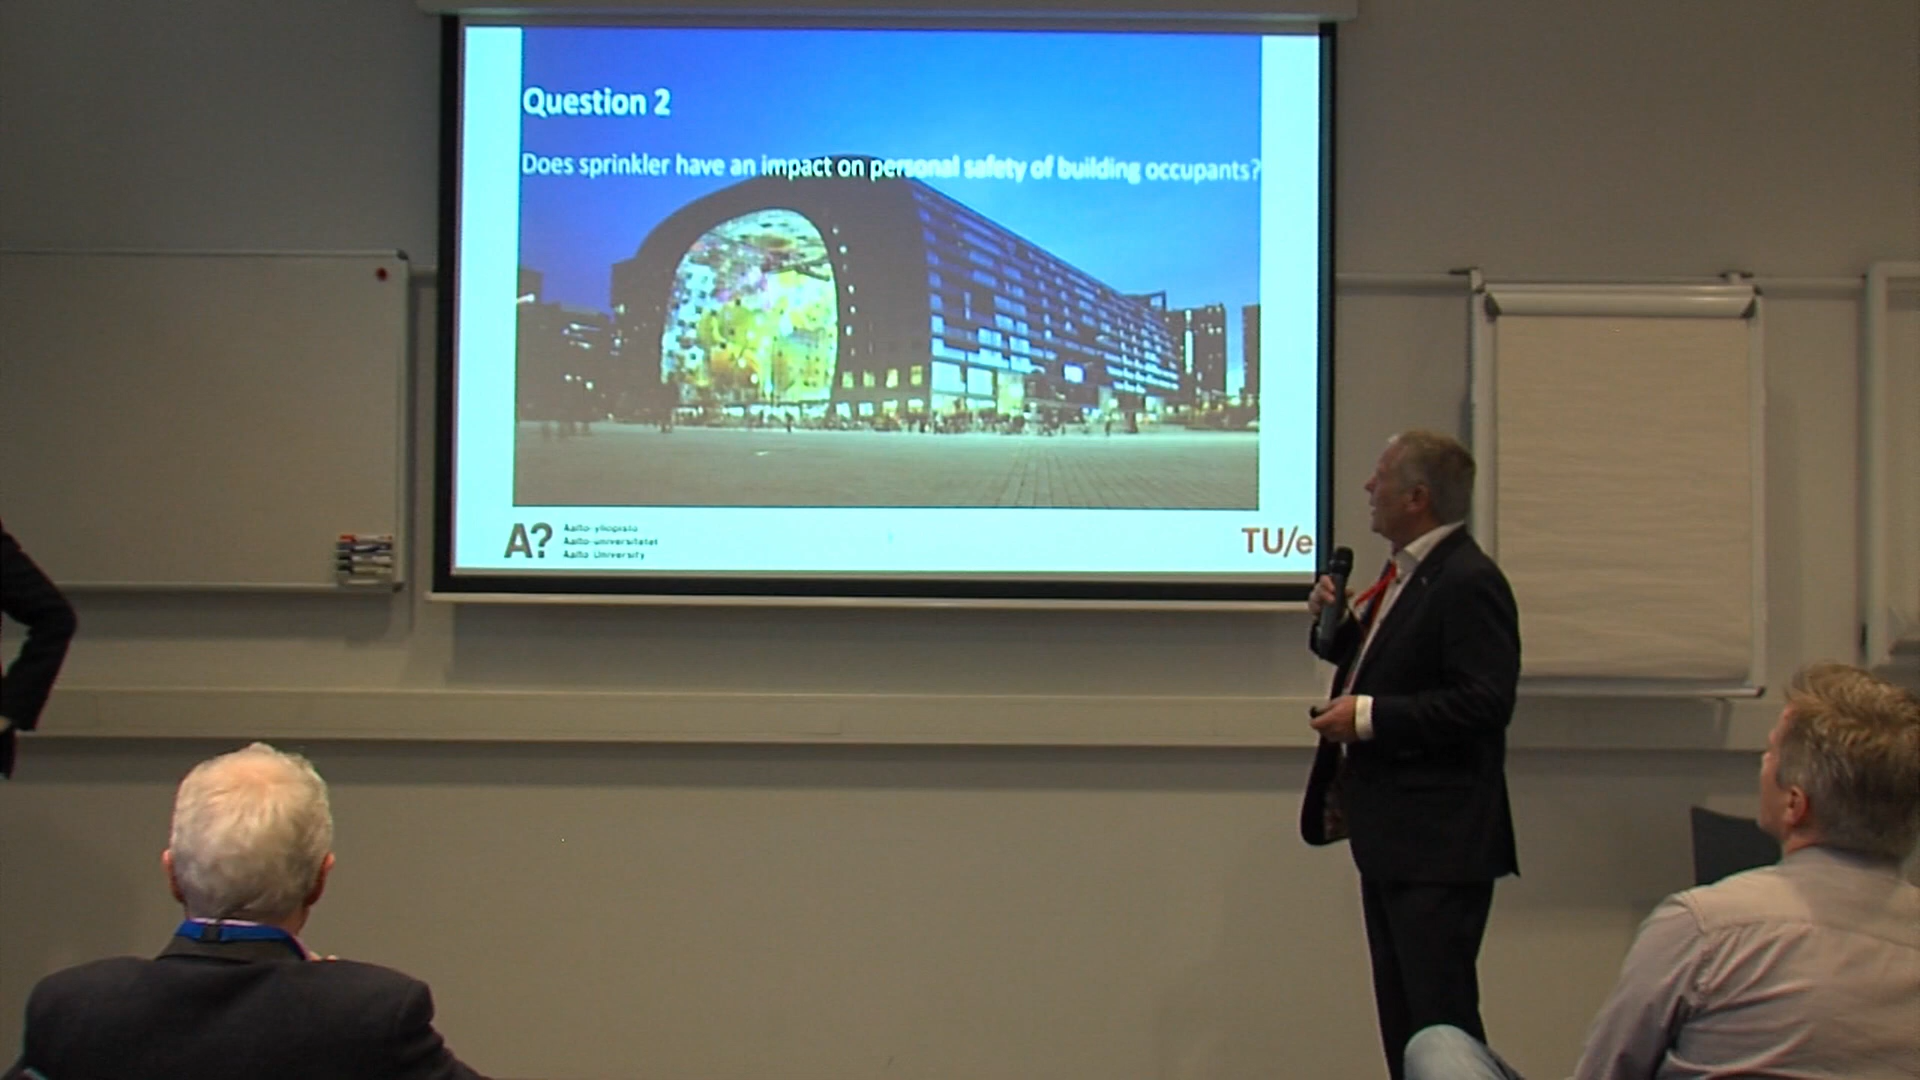 Question 2
Does sprinkler have an impact on personal safety of building occupants?
A?
Aalto-yliopisto
Aalto-universitetet
Aalto University
TU/e